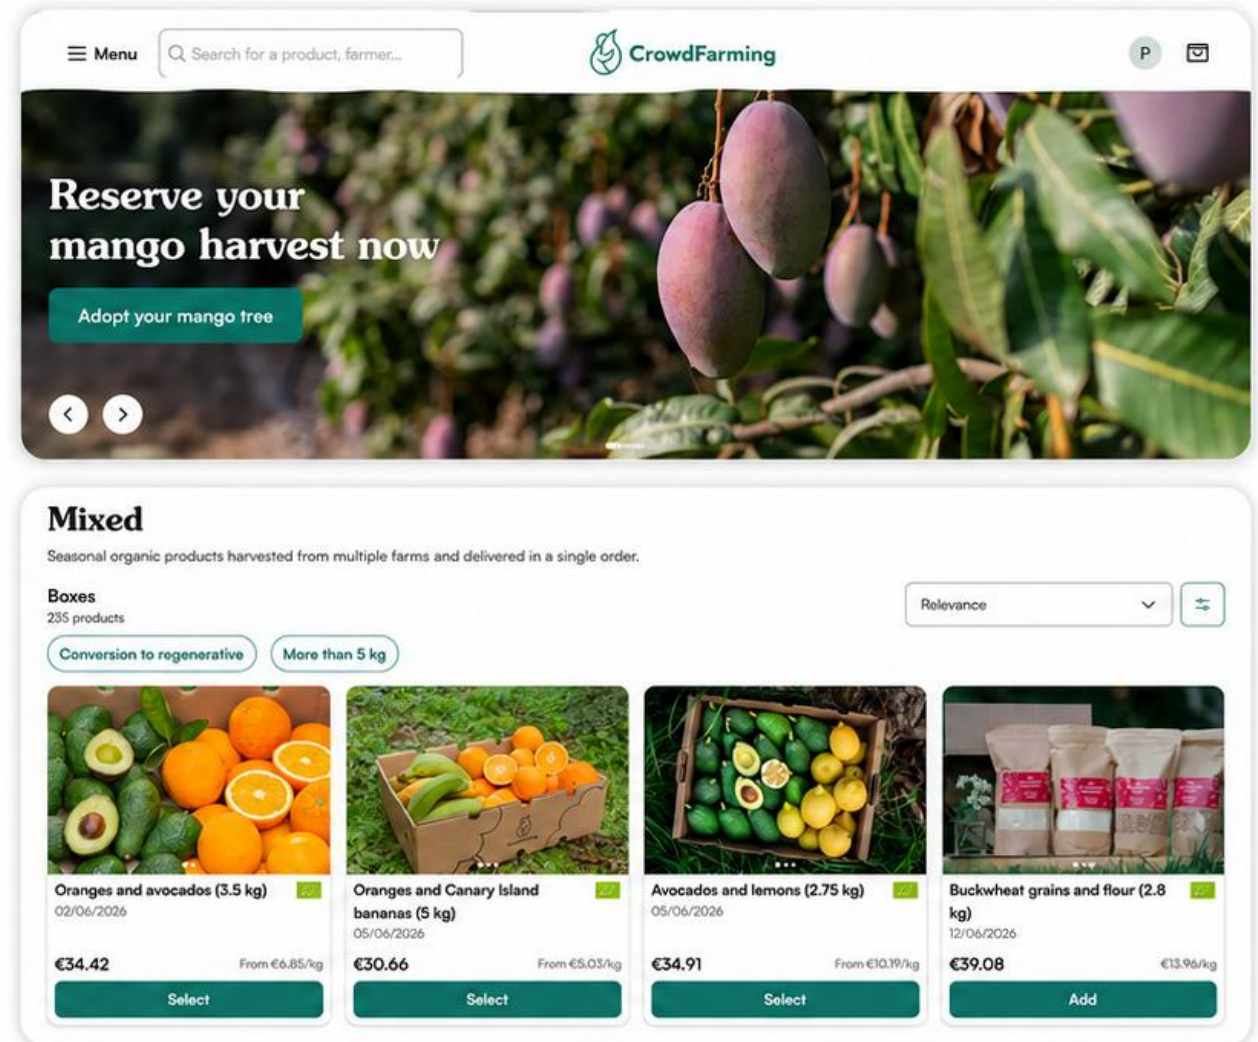 Menu
Search for a product, farmer...
CrowdFarming
P
Reserve your
mango harvest now
Adopt your mango tree
Mixed
Seasonal organic products harvested from multiple farms and delivered in a single order.
Boxes
235 products
Relevance
Conversion to regenerative
More than 5 kg
Oranges and avocados (3.5 kg)
02/06/2026
€34.42
From €6.85/kg
Select
Oranges and Canary Island
bananas (5 kg)
05/06/2026
€30.66
From €5.03/kg
Select
Avocados and lemons (2.75 kg)
05/06/2026
€34.91
From €10.19/kg
Select
Buckwheat grains and flour (2.8
kg)
12/06/2026
€39.08
€13.96/kg
Add